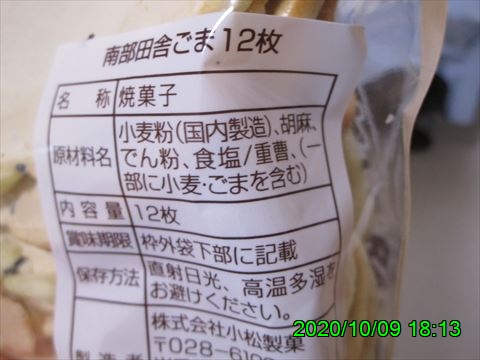 南部田舎ごま12枚
名 称 焼菓子
原材料名 小麦粉(国内製造)、胡麻、
でん粉、食塩/重曹、(一
部に小麦・ごまを含む)
内容量 12枚
賞味期限 枠外袋下部に記載
保存方法 直射日光、高温多湿を
お避けください。
製造者 株式会社小松製菓
〒028-610
2020/10/09 18:13